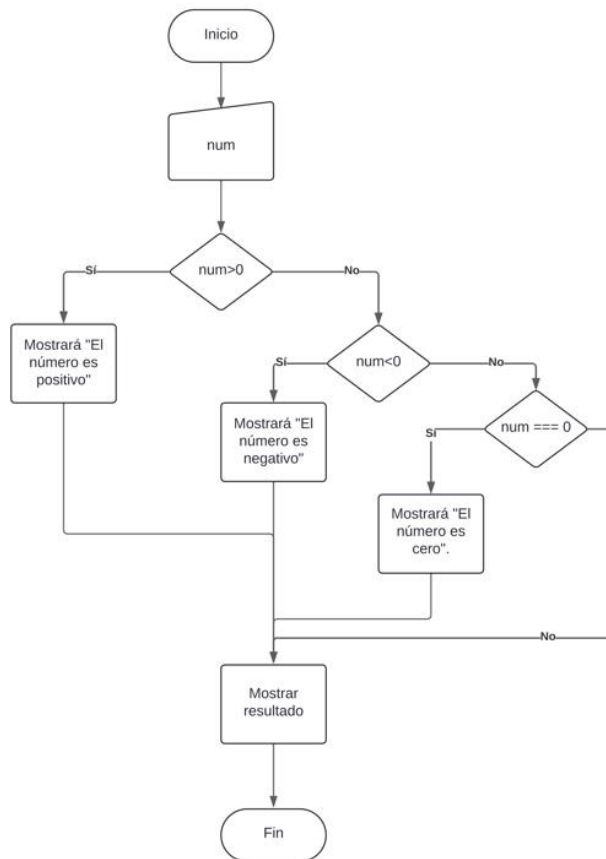 Inicio
num
num>0
Sí
No
Mostrará "El
número es
positivo"
num<0
Sí
No
Mostrará "El
número es
negativo"
num === 0
Sí
Mostrará "El
número es
cero".
No
Mostrar
resultado
Fin